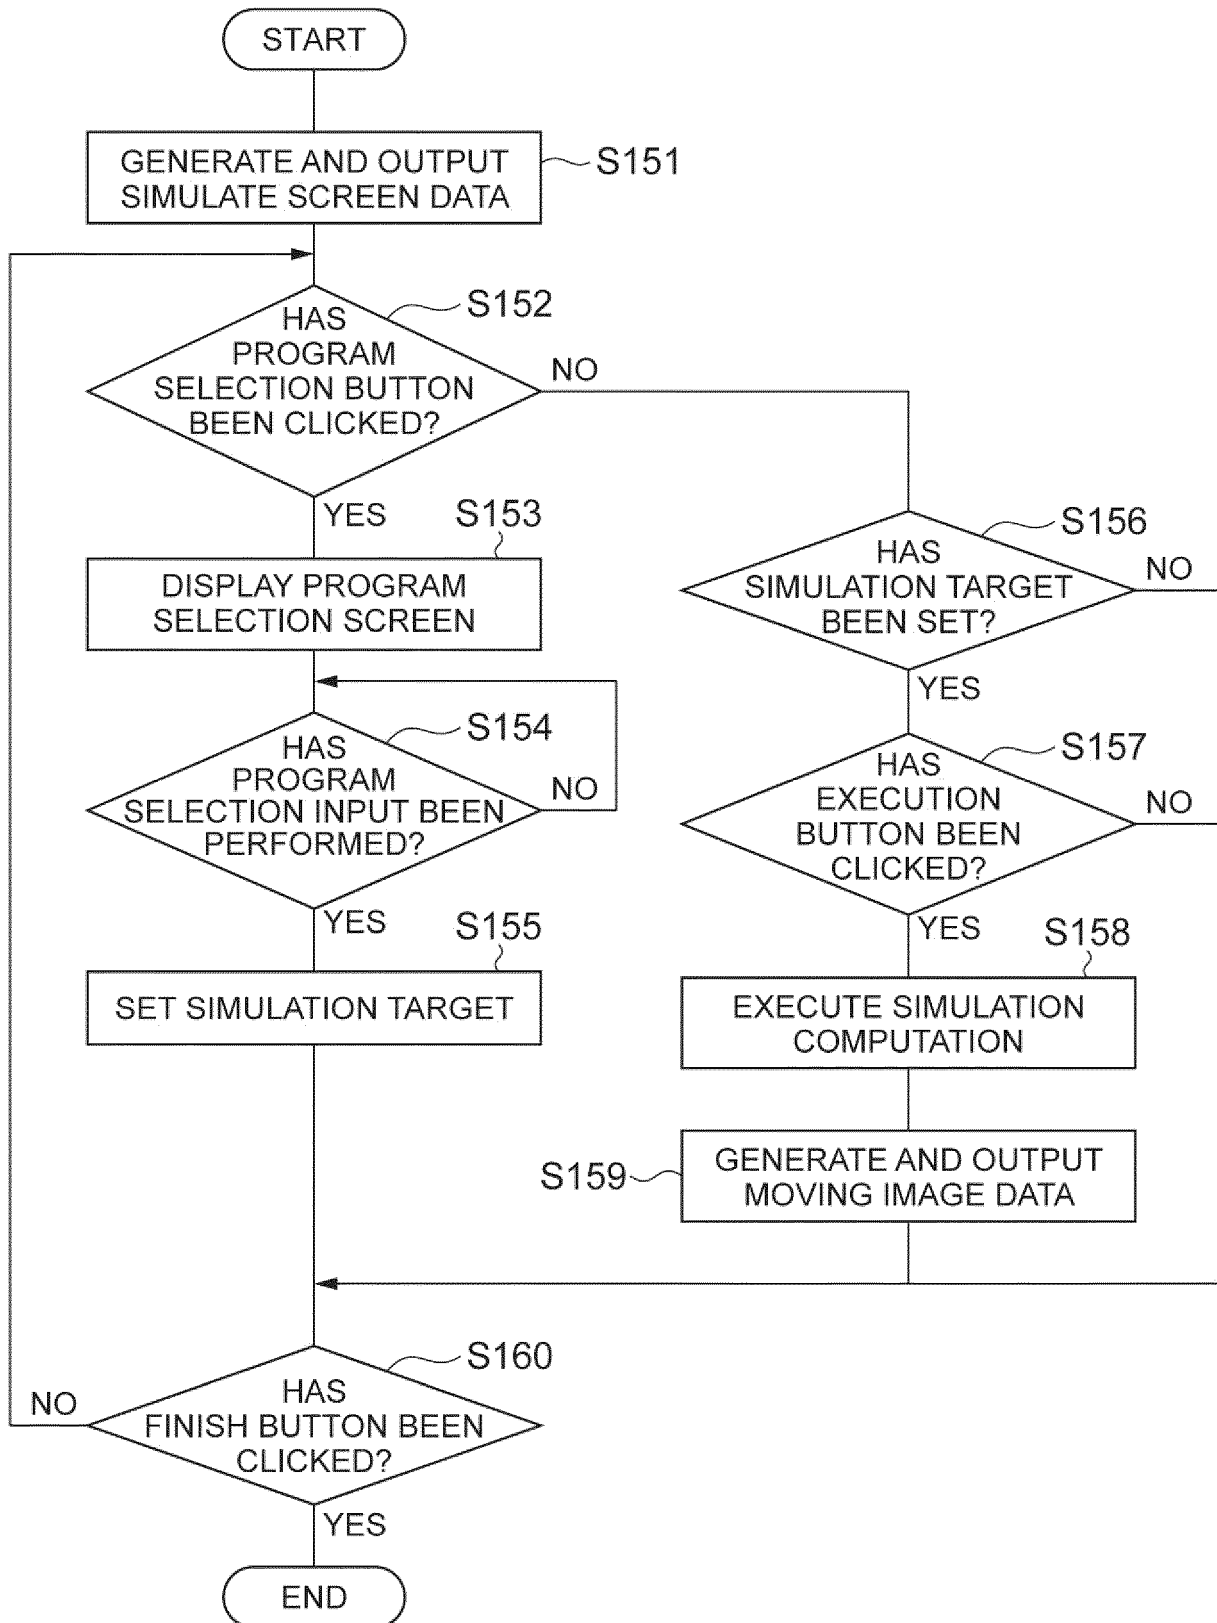 START
GENERATE AND OUTPUT
SIMULATE SCREEN DATA
S151
HAS
PROGRAM
SELECTION BUTTON
BEEN CLICKED?
S152
NO
YES
S153
DISPLAY PROGRAM
SELECTION SCREEN
HAS
PROGRAM
SELECTION INPUT BEEN
PERFORMED?
S154
NO
YES
S155
SET SIMULATION TARGET
HAS
SIMULATION TARGET
BEEN SET?
S156
NO
YES
HAS
EXECUTION
BUTTON BEEN
CLICKED?
S157
NO
YES
S158
EXECUTE SIMULATION
COMPUTATION
S159
GENERATE AND OUTPUT
MOVING IMAGE DATA
S160
HAS
FINISH BUTTON BEEN
CLICKED?
NO
YES
END